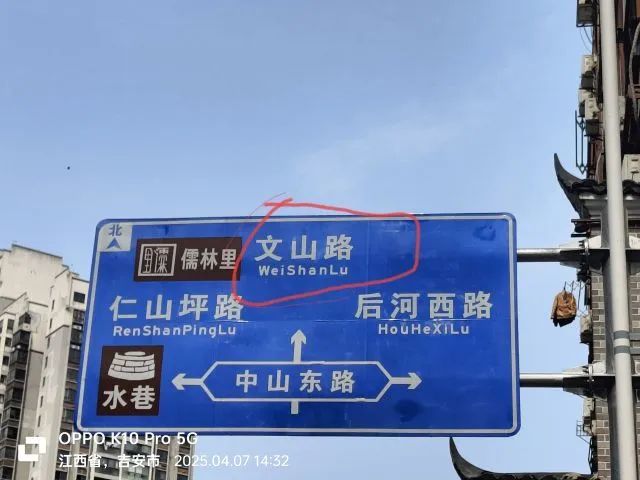 北
儒林里
文山路
WeiShanLu
仁山坪路
RenShanPingLu
后河西路
HouHeXiLu
水巷
中山东路
OPPO K10 Pro 5G
江西省，吉安市 2025.04.07 14:32